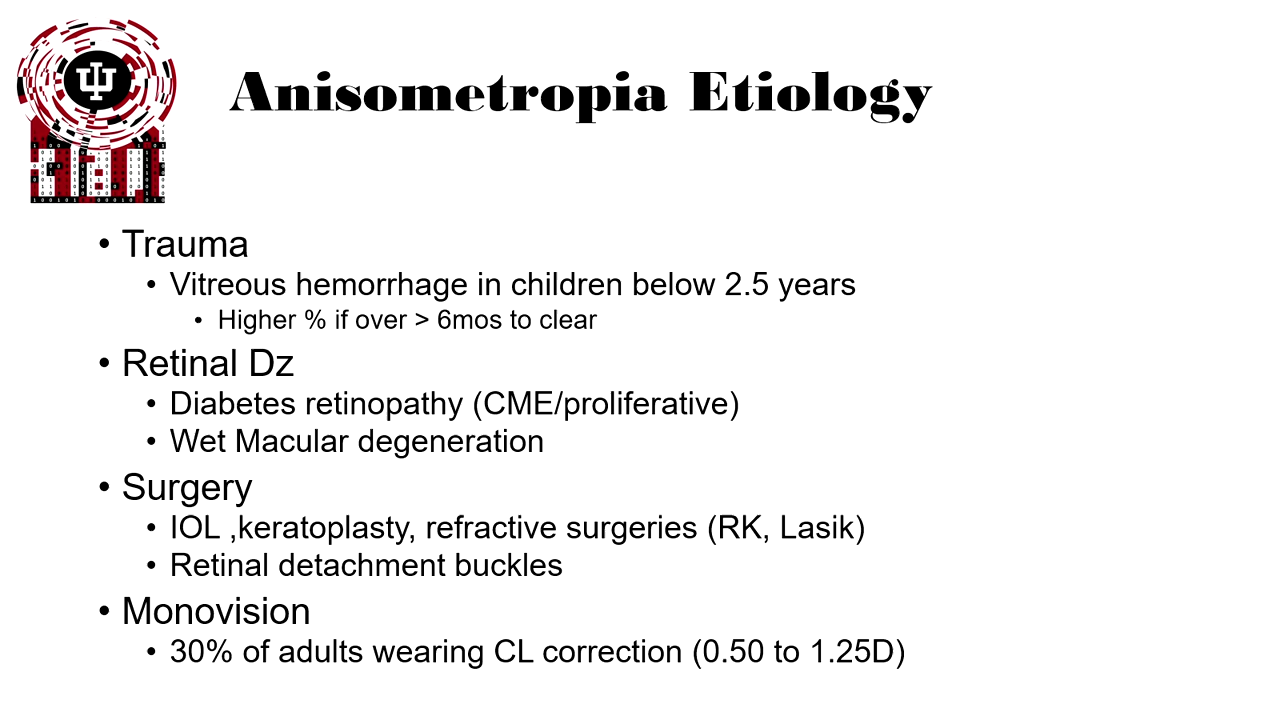 Anisometropia Etiology
• Trauma
• Vitreous hemorrhage in children below 2.5 years
• Higher % if over > 6mos to clear
• Retinal Dz
• Diabetes retinopathy (CME/proliferative)
• Wet Macular degeneration
• Surgery
• IOL ,keratoplasty, refractive surgeries (RK, Lasik)
• Retinal detachment buckles
• Monovision
• 30% of adults wearing CL correction (0.50 to 1.25D)